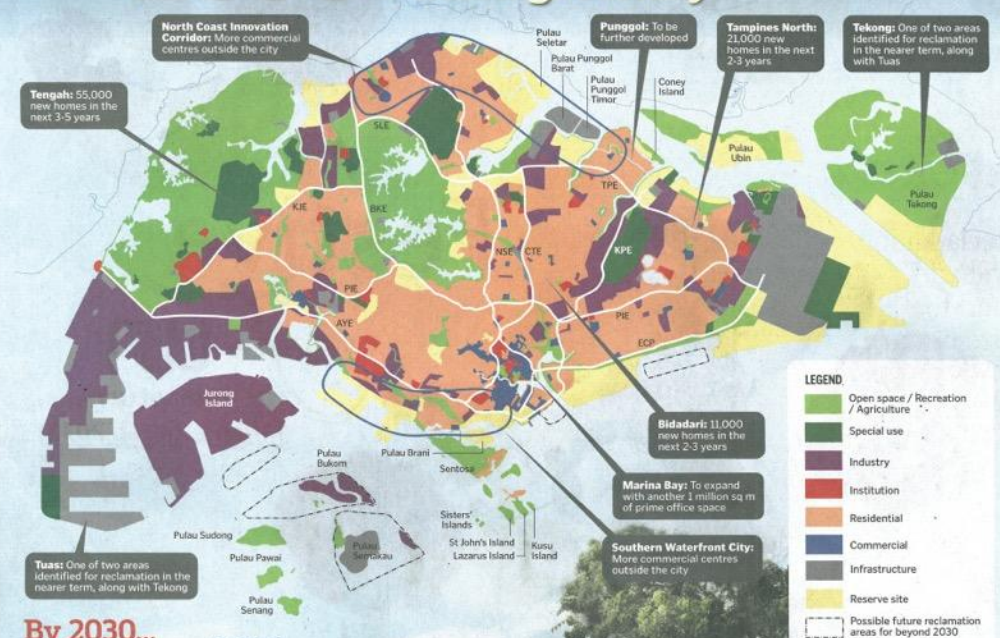 North Coast Innovation
Corridor: More commercial
centres outside the city
Pulau
Seletar
Punggol: To be
further developed
Tampines North:
21,000 new
homes in the next
2-3 years
Tekong: One of two areas
identified for reclamation
in the nearer term, along
with Tuas
Pulau Punggol
Barat
Pulau
Punggol
Timor
Coney
Island
Tengah: 55,000
new homes in the
next 3-5 years
SLE
Pulau
Ubin
TPE
Pulau
Tekong
KJE
BKE
NSE
CTE
KPE
PIE
AYE
PIE
ECP
Jurong
Island
LEGEND
Open space / Recreation
/ Agriculture
Special use
Industry
Institution
Residential
Commercial
Infrastructure
Reserve site
Possible future reclamation
areas for beyond 2030
Bidadari: 11,000
new homes in the
next 2-3 years
Pulau Brani
Sentosa
Pulau
Bukom
Marina Bay: To expand
with another 1 million sq m
of prime office space
Sisters'
Islands
St John's Island
Lazarus Island
Kusu
Island
Southern Waterfront City:
More commercial centres
outside the city
Pulau Sudong
Pulau
Semakau
Pulau Pawai
Pulau
Senang
Tuas: One of two areas
identified for reclamation in the
nearer term, along with Tekong
By 2030...